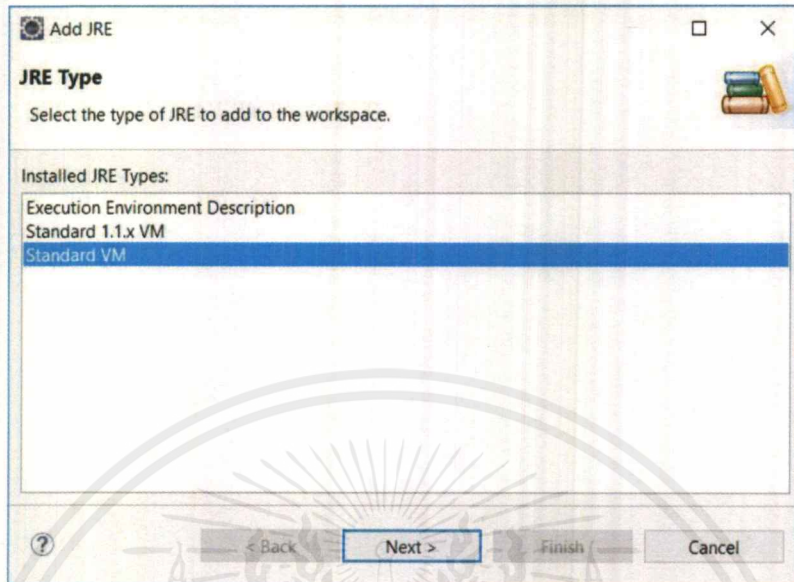 Add JRE
JRE Type
Select the type of JRE to add to the workspace.
Installed JRE Types:
Execution Environment Description
Standard 1.1.x VM
Standard VM
< Back
Next >
Finish
Cancel